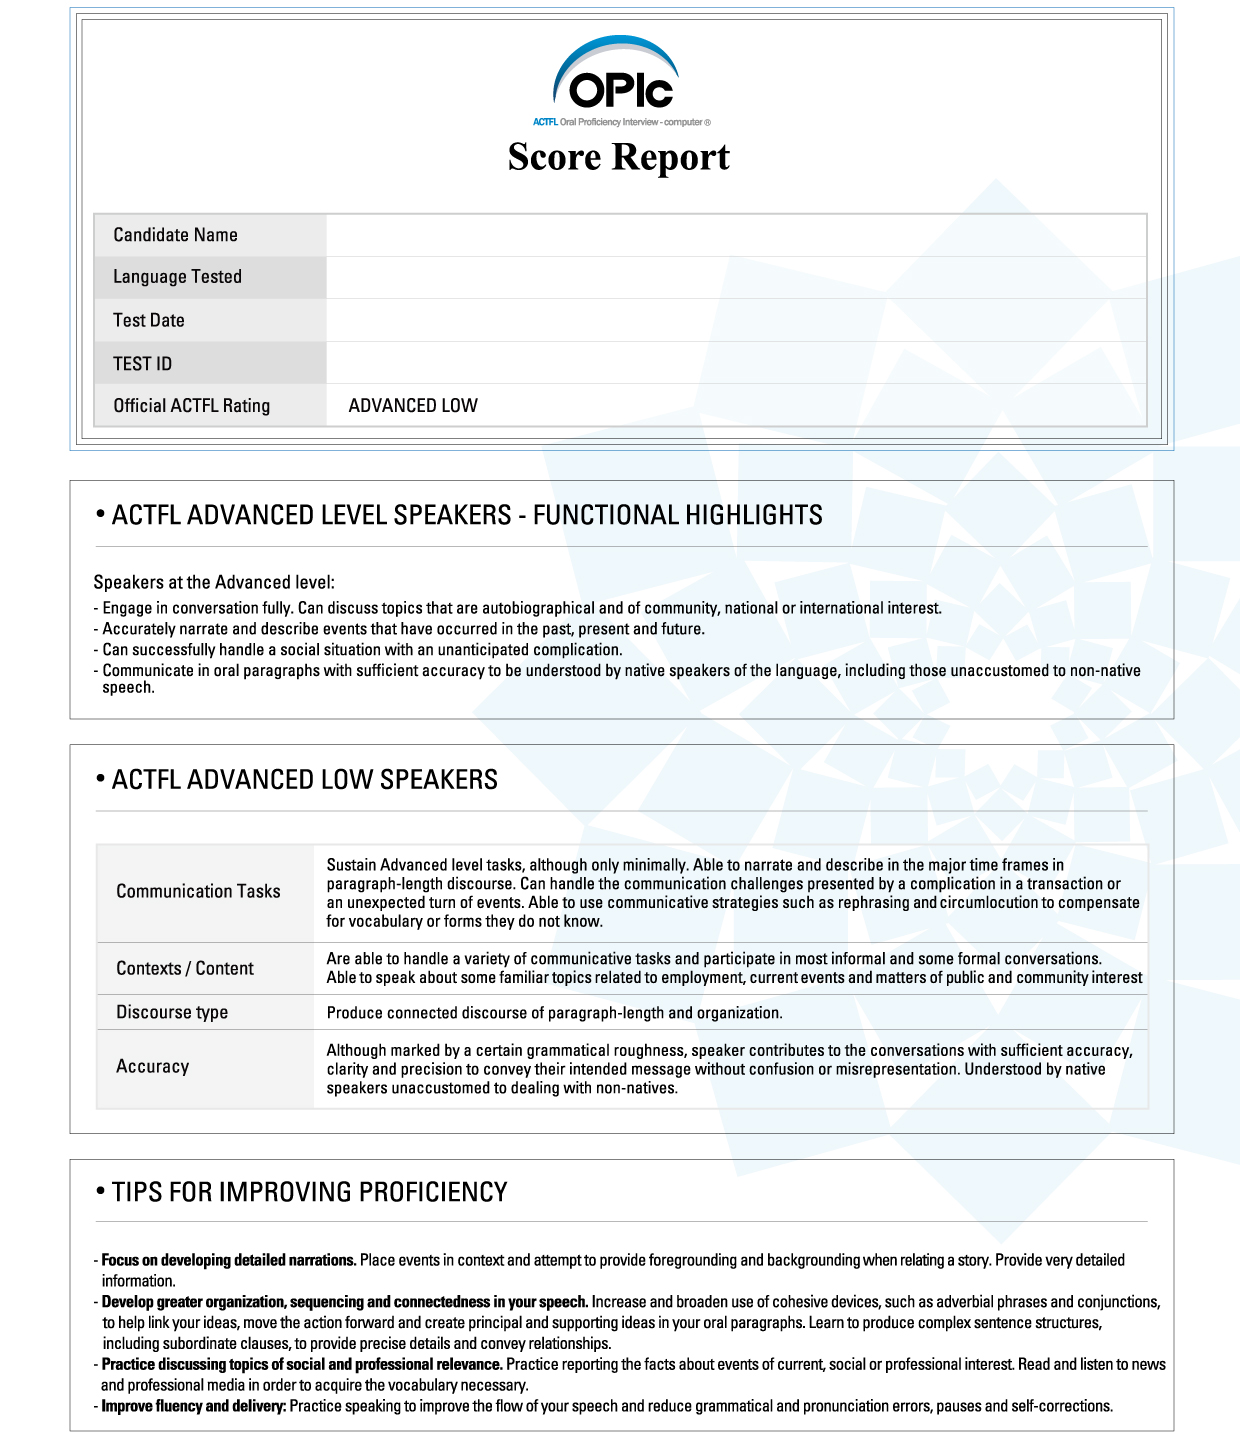 OPIc
ACTFL Oral Proficiency Interview - computer ®
Score Report
Candidate Name
Language Tested
Test Date
TEST ID
Official ACTFL Rating ADVANCED LOW
• ACTFL ADVANCED LEVEL SPEAKERS - FUNCTIONAL HIGHLIGHTS
Speakers at the Advanced level:
- Engage in conversation fully. Can discuss topics that are autobiographical and of community, national or international interest.
- Accurately narrate and describe events that have occurred in the past, present and future.
- Can successfully handle a social situation with an unanticipated complication.
- Communicate in oral paragraphs with sufficient accuracy to be understood by native speakers of the language, including those unaccustomed to non-native
speech.
• ACTFL ADVANCED LOW SPEAKERS
Communication Tasks
Sustain Advanced level tasks, although only minimally. Able to narrate and describe in the major time frames in
paragraph-length discourse. Can handle the communication challenges presented by a complication in a transaction or
an unexpected turn of events. Able to use communicative strategies such as rephrasing and circumlocution to compensate
for vocabulary or forms they do not know.
Contexts / Content
Are able to handle a variety of communicative tasks and participate in most informal and some formal conversations.
Able to speak about some familiar topics related to employment, current events and matters of public and community interest
Discourse type
Produce connected discourse of paragraph-length and organization.
Accuracy
Although marked by a certain grammatical roughness, speaker contributes to the conversations with sufficient accuracy,
clarity and precision to convey their intended message without confusion or misrepresentation. Understood by native
speakers unaccustomed to dealing with non-natives.
• TIPS FOR IMPROVING PROFICIENCY
- Focus on developing detailed narrations. Place events in context and attempt to provide foregrounding and backgrounding when relating a story. Provide very detailed
information.
- Develop greater organization, sequencing and connectedness in your speech. Increase and broaden use of cohesive devices, such as adverbial phrases and conjunctions,
to help link your ideas, move the action forward and create principal and supporting ideas in your oral paragraphs. Learn to produce complex sentence structures,
including subordinate clauses, to provide precise details and convey relationships.
- Practice discussing topics of social and professional relevance. Practice reporting the facts about events of current, social or professional interest. Read and listen to news
and professional media in order to acquire the vocabulary necessary.
- Improve fluency and delivery: Practice speaking to improve the flow of your speech and reduce grammatical and pronunciation errors, pauses and self-corrections.